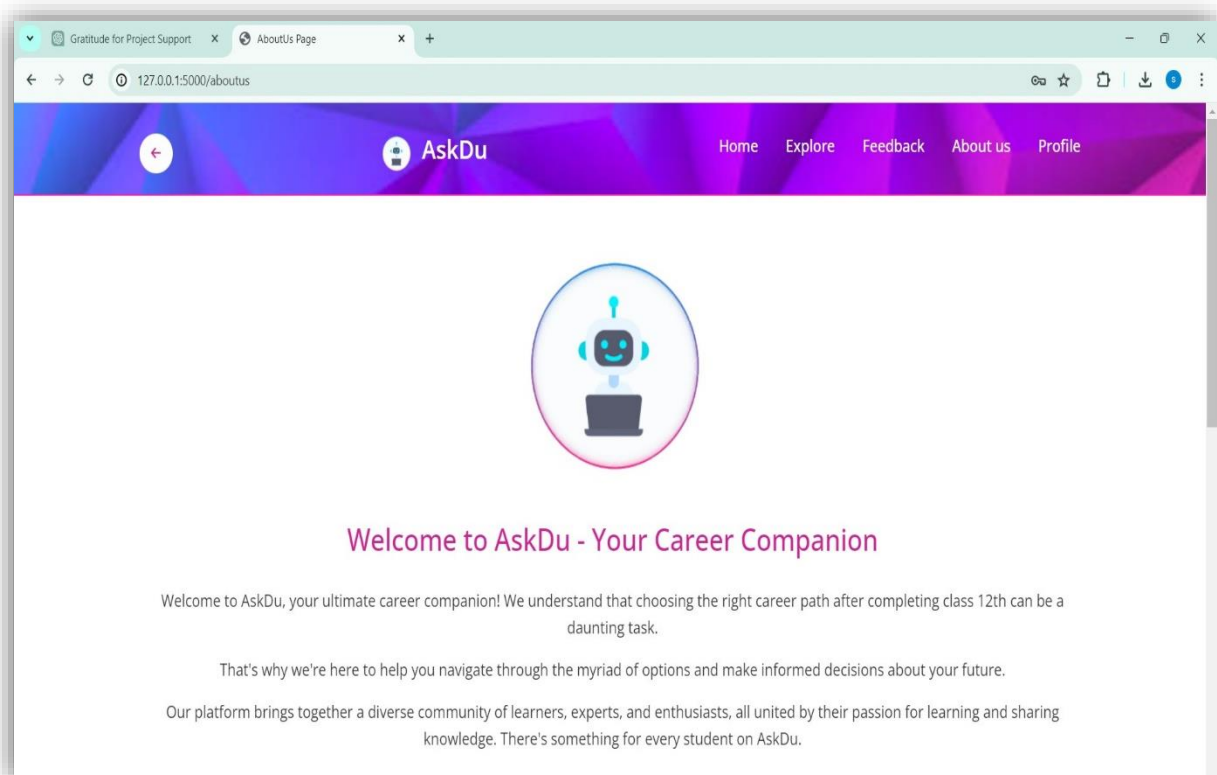 Gratitude for Project Support
AboutUs Page
127.0.0.1:5000/aboutus
AskDu
Home Explore Feedback About us Profile
Welcome to AskDu - Your Career Companion
Welcome to AskDu, your ultimate career companion! We understand that choosing the right career path after completing class 12th can be a
daunting task.
That's why we're here to help you navigate through the myriad of options and make informed decisions about your future.
Our platform brings together a diverse community of learners, experts, and enthusiasts, all united by their passion for learning and sharing
knowledge. There's something for every student on AskDu.